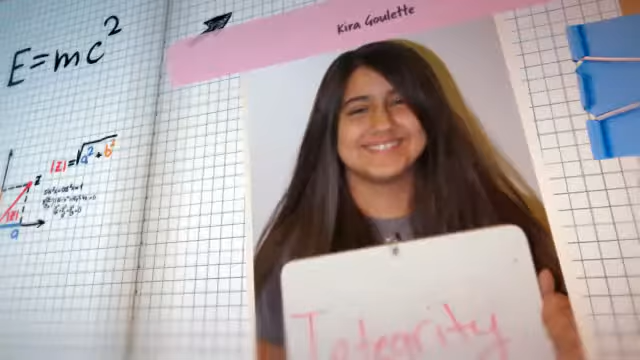 E=mc²
Kira Goulette
|z|=√a²+b²
z
|z|
a
Integrity